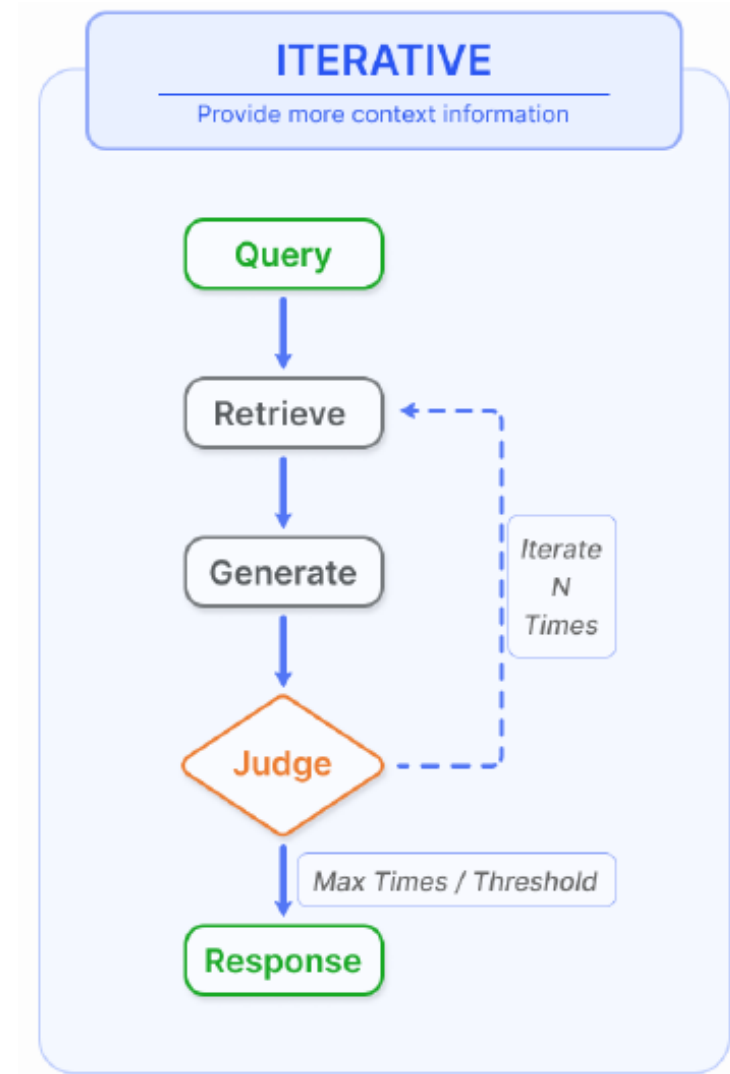 ITERATIVE
Provide more context information
Query
Retrieve
Generate
Iterate
N
Times
Judge
Max Times / Threshold
Response